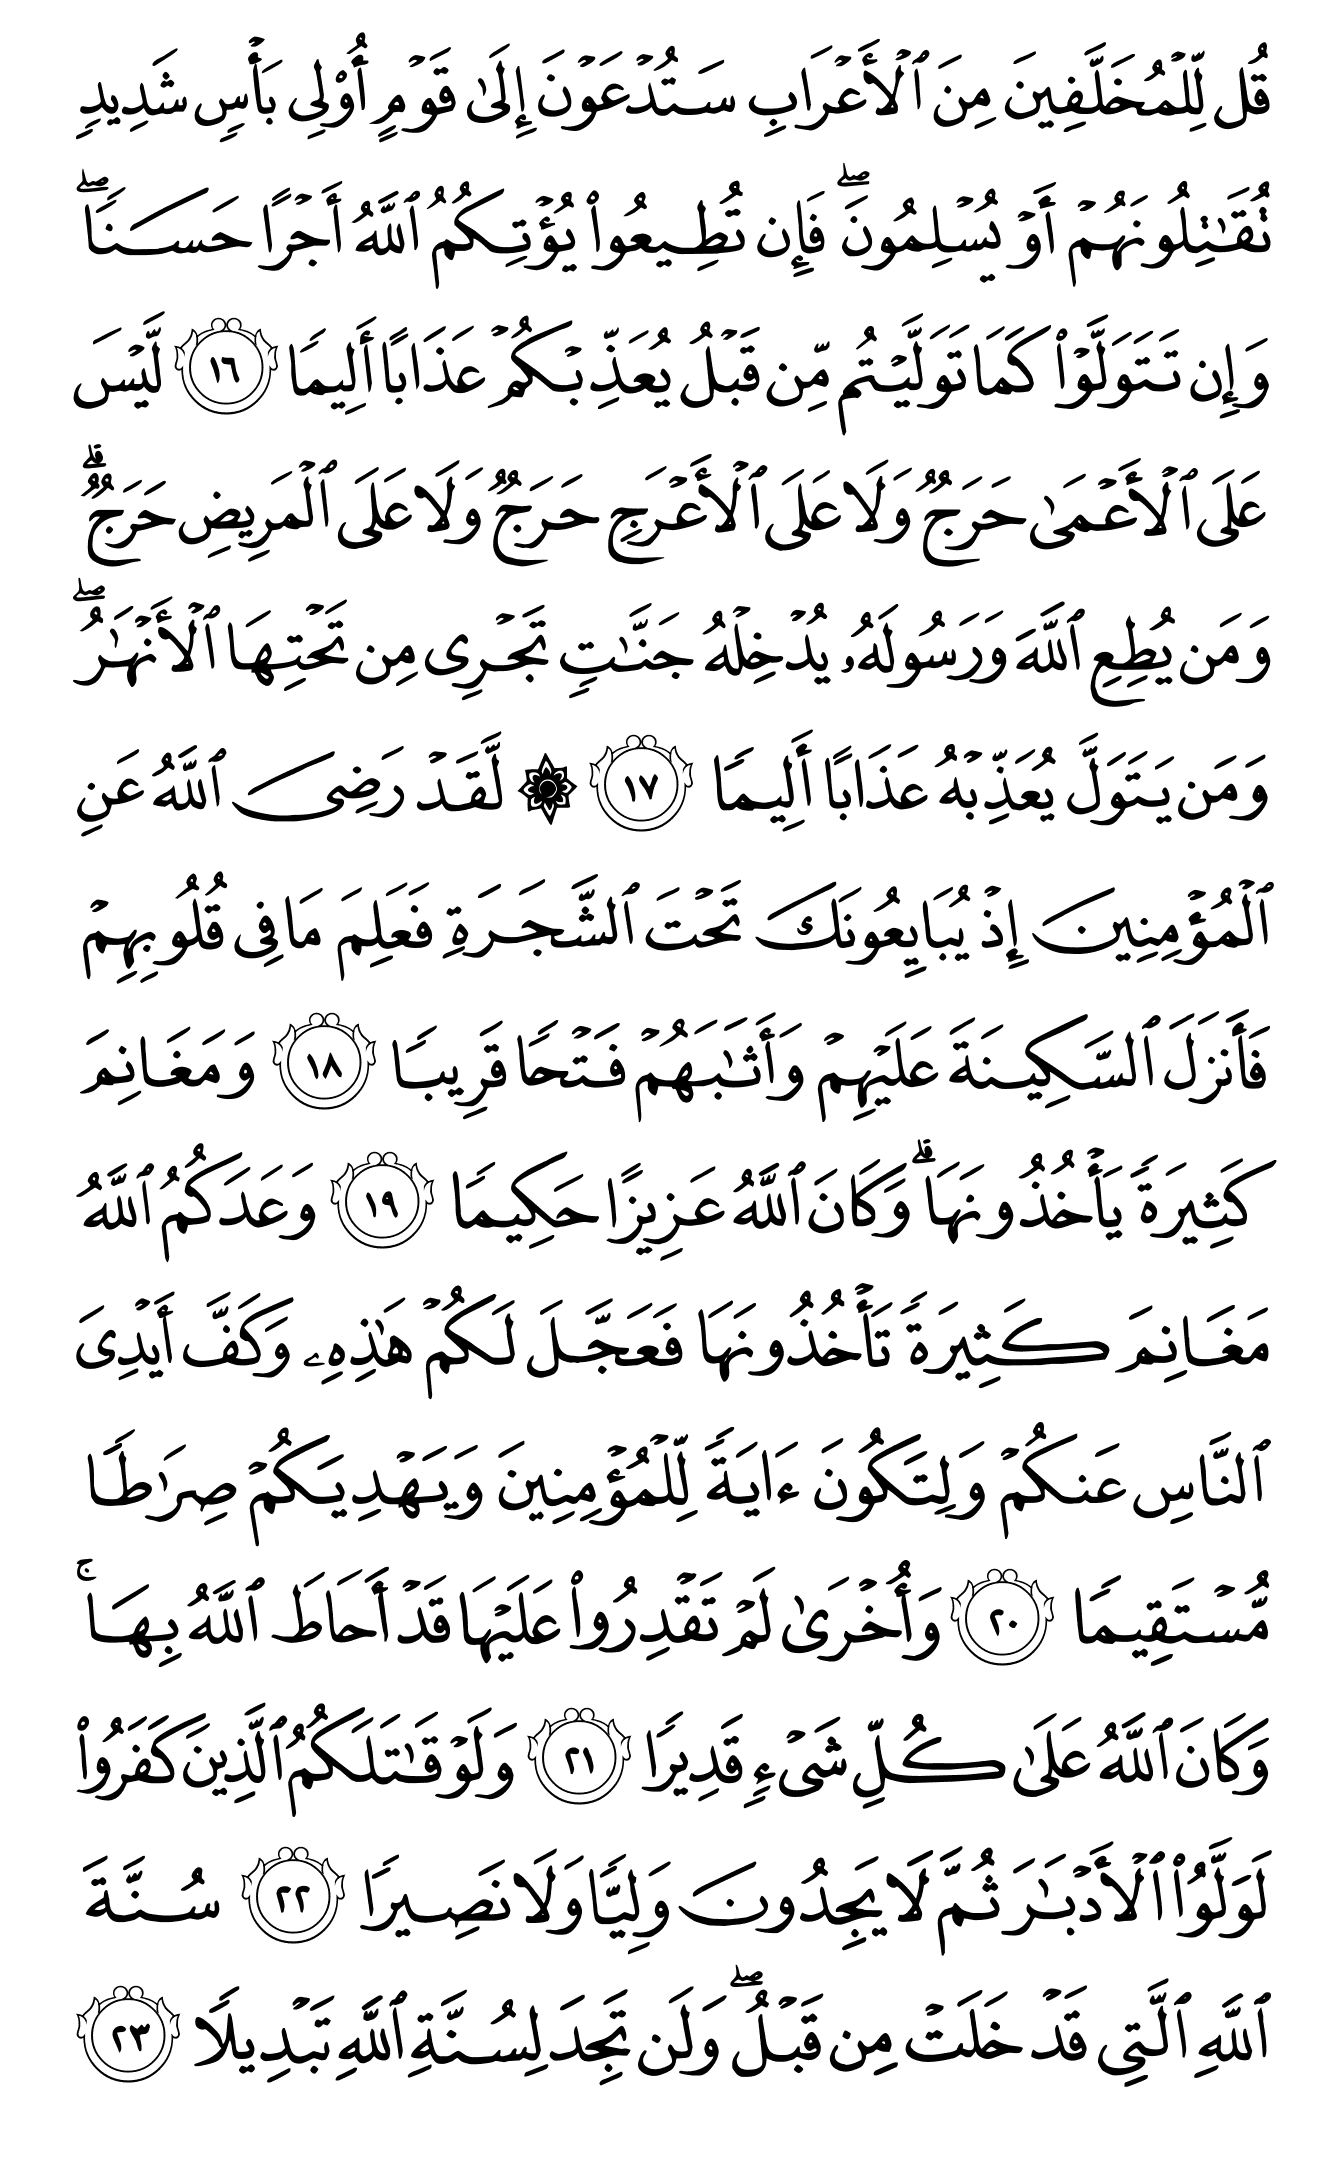 قُل لِّلْمُخَلَّفِينَ مِنَ ٱلْأَعْرَابِ سَتُدْعَوْنَ إِلَىٰ قَوْمٍ أُو۟لِى بَأْسٍ شَدِيدٍ
تُقَـٰتِلُونَهُمْ أَوْ يُسْلِمُونَ ۖ فَإِن تُطِيعُوا۟ يُؤْتِكُمُ ٱللَّهُ أَجْرًا حَسَنًا ۖ
وَإِن تَتَوَلَّوْا۟ كَمَا تَوَلَّيْتُم مِّن قَبْلُ يُعَذِّبْكُمْ عَذَابًا أَلِيمًا ١٦ لَّيْسَ
عَلَى ٱلْأَعْمَىٰ حَرَجٌ وَلَا عَلَى ٱلْأَعْرَجِ حَرَجٌ وَلَا عَلَى ٱلْمَرِيضِ حَرَجٌ ۗ
وَمَن يُطِعِ ٱللَّهَ وَرَسُولَهُۥ يُدْخِلْهُ جَنَّـٰتٍ تَجْرِى مِن تَحْتِهَا ٱلْأَنْهَـٰرُ ۖ
وَمَن يَتَوَلَّ يُعَذِّبْهُ عَذَابًا أَلِيمًا ١٧ ۞ لَّقَدْ رَضِىَ ٱللَّهُ عَنِ
ٱلْمُؤْمِنِينَ إِذْ يُبَايِعُونَكَ تَحْتَ ٱلشَّجَرَةِ فَعَلِمَ مَا فِى قُلُوبِهِمْ
فَأَنزَلَ ٱلسَّكِينَةَ عَلَيْهِمْ وَأَثَـٰبَهُمْ فَتْحًا قَرِيبًا ١٨ وَمَغَانِمَ
كَثِيرَةً يَأْخُذُونَهَا ۗ وَكَانَ ٱللَّهُ عَزِيزًا حَكِيمًا ١٩ وَعَدَكُمُ ٱللَّهُ
مَغَانِمَ كَثِيرَةً تَأْخُذُونَهَا فَعَجَّلَ لَكُمْ هَـٰذِهِۦ وَكَفَّ أَيْدِىَ
ٱلنَّاسِ عَنكُمْ وَلِتَكُونَ ءَايَةً لِّلْمُؤْمِنِينَ وَيَهْدِيَكُمْ صِرَٰطًا
مُّسْتَقِيمًا ٢٠ وَأُخْرَىٰ لَمْ تَقْدِرُوا۟ عَلَيْهَا قَدْ أَحَاطَ ٱللَّهُ بِهَا ۚ
وَكَانَ ٱللَّهُ عَلَىٰ كُلِّ شَىْءٍ قَدِيرًا ٢١ وَلَوْ قَـٰتَلَكُمُ ٱلَّذِينَ كَفَرُوا۟
لَوَلَّوُا۟ ٱلْأَدْبَـٰرَ ثُمَّ لَا يَجِدُونَ وَلِيًّا وَلَا نَصِيرًا ٢٢ سُنَّةَ
ٱللَّهِ ٱلَّتِى قَدْ خَلَتْ مِن قَبْلُ ۖ وَلَن تَجِدَ لِسُنَّةِ ٱللَّهِ تَبْدِيلًا ٢٣